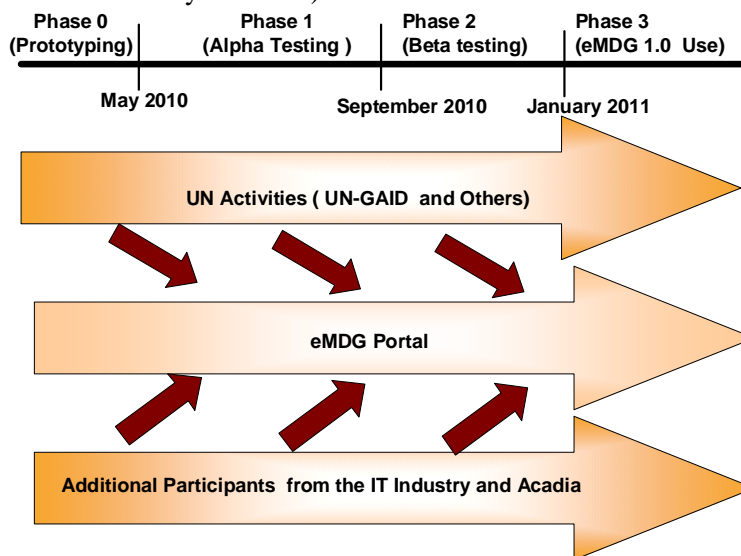 Phase 0 Phase 1 Phase 2 Phase 3
(Prototyping) (Alpha Testing ) (Beta testing) (eMDG 1.0 Use)
May 2010 September 2010 January 2011
UN Activities ( UN-GAID and Others)
eMDG Portal
Additional Participants from the IT Industry and Acadia